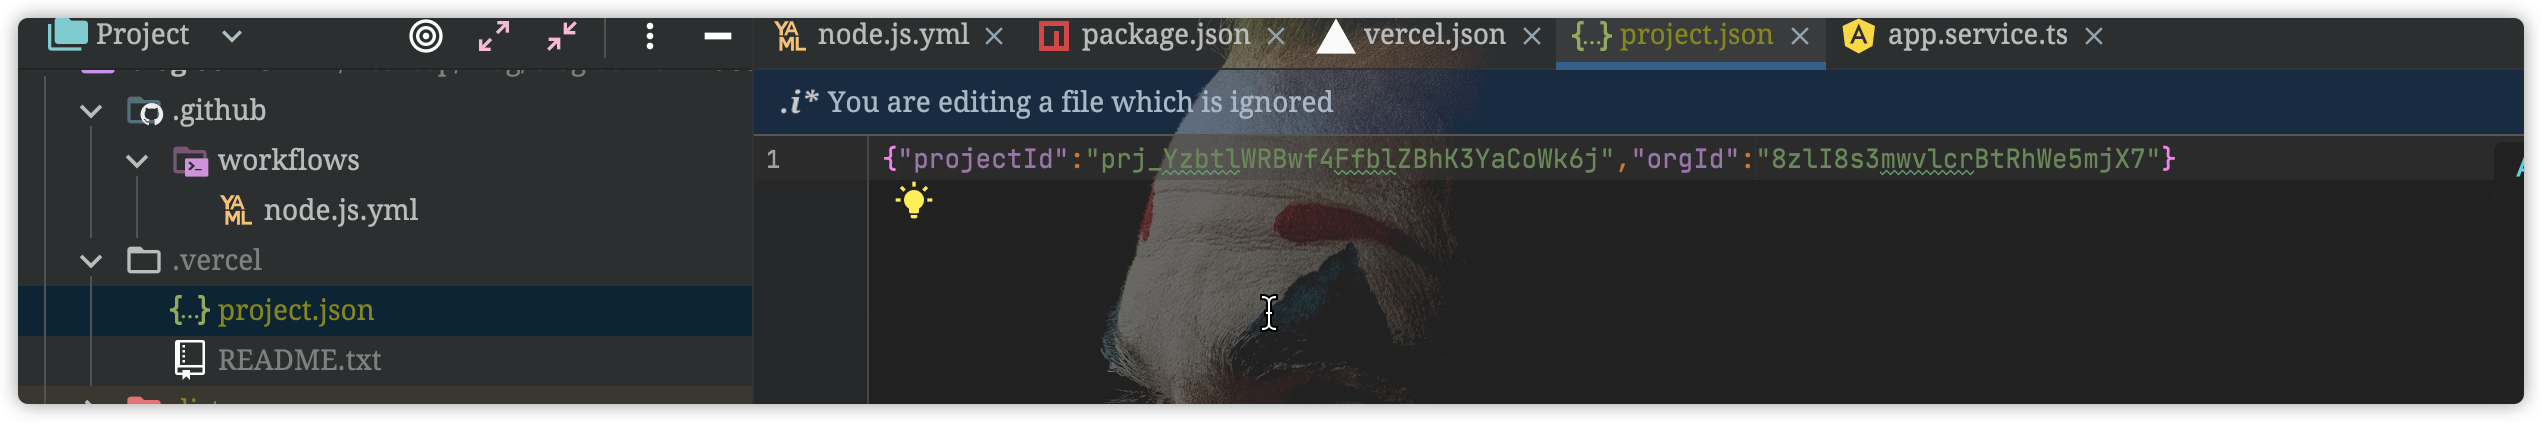 Project
node.js.yml
package.json
vercel.json
project.json
app.service.ts
.github
workflows
node.js.yml
.vercel
project.json
README.txt
.i* You are editing a file which is ignored
1 {"projectId":"prj_YzbtlWRBwf4FfblZBhK3YaCoWk6j","orgId":"8zlI8s3mwvlcrBtRhWe5mjX7"}